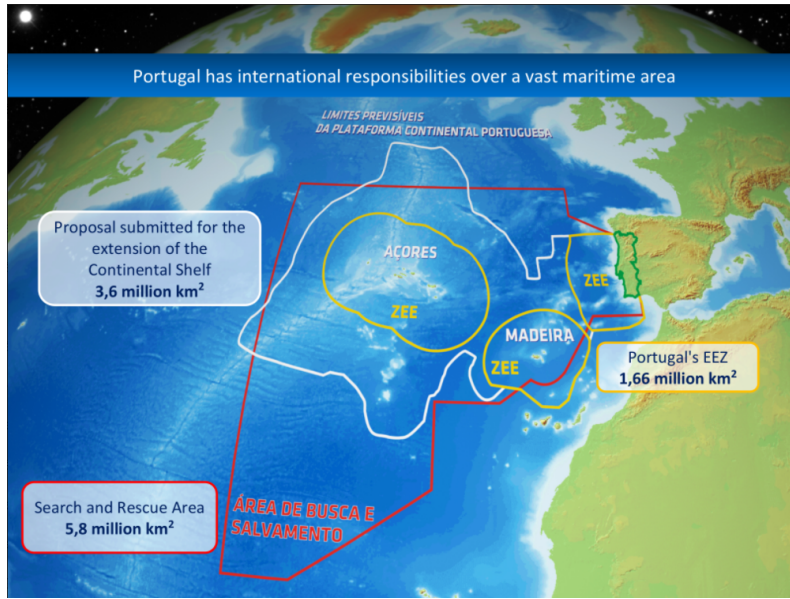 Portugal has international responsibilities over a vast maritime area
LIMITES PREVISÍVEIS
DA PLATAFORMA CONTINENTAL PORTUGUESA
Proposal submitted for the
extension of the
Continental Shelf
3,6 million km²
AÇORES
ZEE
ZEE
MADEIRA
ZEE
Portugal's EEZ
1,66 million km²
Search and Rescue Area
5,8 million km²
ÁREA DE BUSCA E
SALVAMENTO